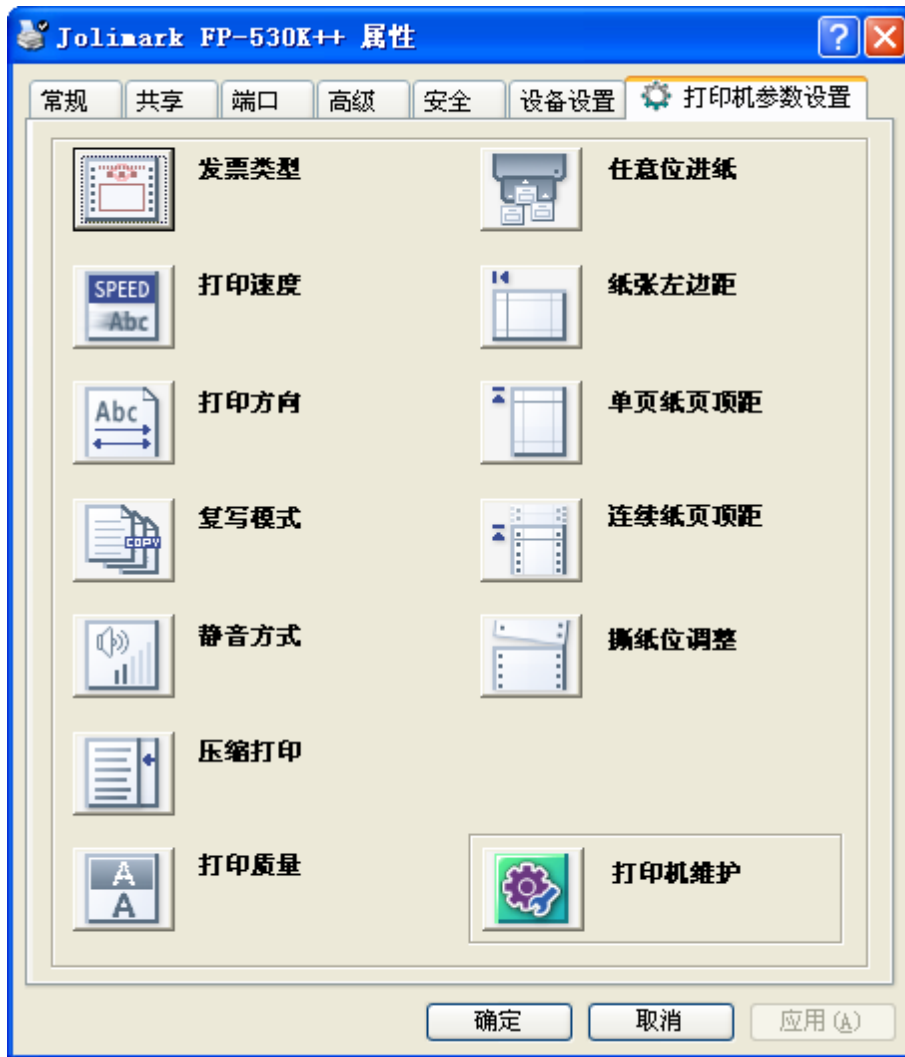 Jolimark FP-530K++ 属性
常规 共享 端口 高级 安全 设备设置 打印机参数设置
发票类型 任意位进纸
SPEED Abc 打印速度 纸张左边距
Abc 打印方向 单页纸页顶距
COPY 复写模式 连续纸页顶距
静音方式 撕纸位调整
压缩打印
A A 打印质量 打印机维护
确定 取消 应用(A)